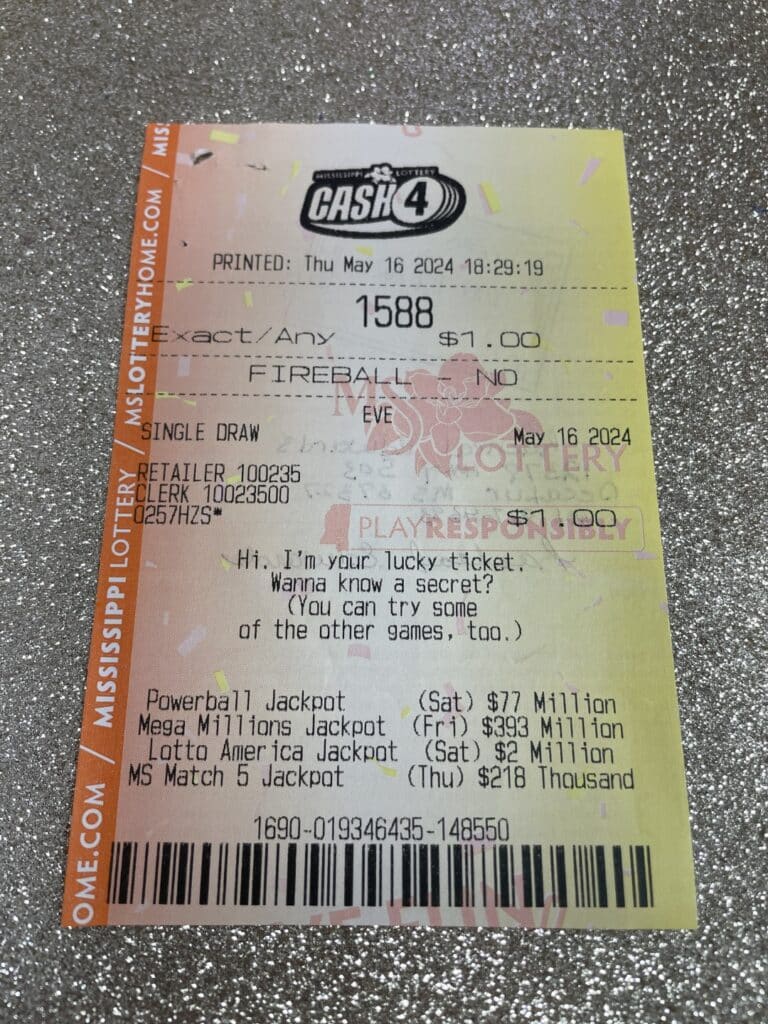 MISSISSIPPI LOTTERY
CASH 4
PRINTED: Thu May 16 2024 18:29:19
1588
Exact/Any $1.00
FIREBALL - NO
EVE
SINGLE DRAW May 16 2024
MS LOTTERY
RETAILER 100235
CLERK 10023500
0257HZS* $1.00
PLAYRESPONSIBLY
Hi. I'm your lucky ticket.
Wanna know a secret?
(You can try some
of the other games, too.)
Powerball Jackpot (Sat) $77 Million
Mega Millions Jackpot (Fri) $393 Million
Lotto America Jackpot (Sat) $2 Million
MS Match 5 Jackpot (Thu) $218 Thousand
1690-019346435-148550
OME.COM / MISSISSIPPI LOTTERY / MSLOTTERYHOME.COM / MIS